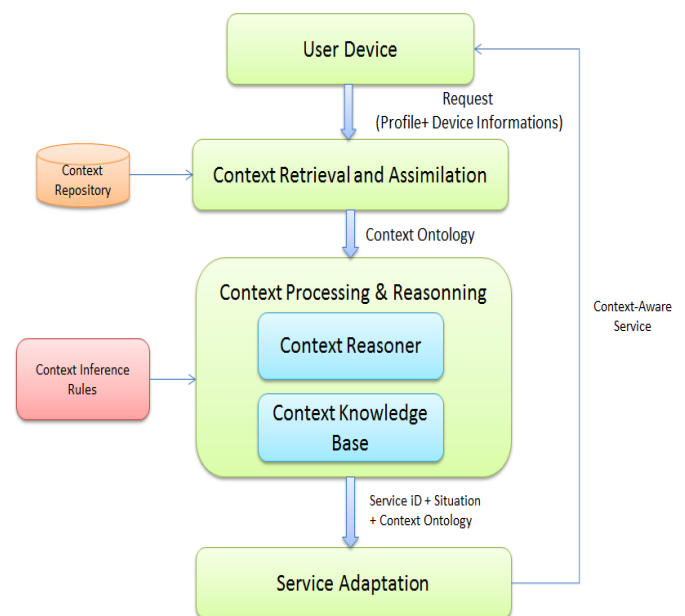 User Device
Request
(Profile+ Device Informations)
Context
Repository
Context Retrieval and Assimilation
Context Ontology
Context Processing & Reasonning
Context Reasoner
Context-Aware
Service
Context Inference
Rules
Context Knowledge
Base
Service iD + Situation
+ Context Ontology
Service Adaptation